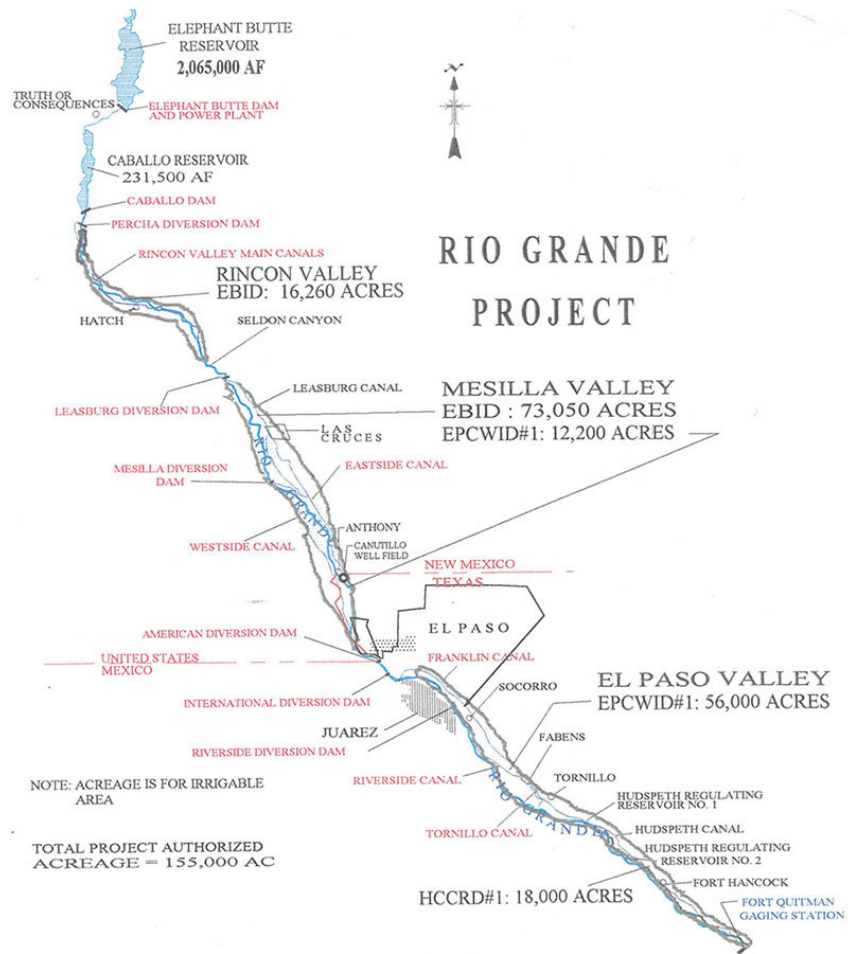 ELEPHANT BUTTE
RESERVOIR
2,065,000 AF
TRUTH OR
CONSEQUENCES
ELEPHANT BUTTE DAM
AND POWER PLANT
N
CABALLO RESERVOIR
231,500 AF
CABALLO DAM
PERCHA DIVERSION DAM
RIO GRANDE
PROJECT
RINCON VALLEY MAIN CANALS
RINCON VALLEY
EBID: 16,260 ACRES
HATCH
SELDON CANYON
LEASBURG CANAL
MESILLA VALLEY
EBID : 73,050 ACRES
EPCWID#1: 12,200 ACRES
LEASBURG DIVERSION DAM
LAS
CRUCES
RIO GRANDE
EASTSIDE CANAL
MESILLA DIVERSION
DAM
ANTHONY
CANUTILLO
WELL FIELD
WESTSIDE CANAL
NEW MEXICO
TEXAS
AMERICAN DIVERSION DAM
EL PASO
UNITED STATES
MEXICO
FRANKLIN CANAL
EL PASO VALLEY
EPCWID#1: 56,000 ACRES
SOCORRO
INTERNATIONAL DIVERSION DAM
JUAREZ
RIVERSIDE DIVERSION DAM
FABENS
RIVERSIDE CANAL
TORNILLO
NOTE: ACREAGE IS FOR IRRIGABLE
AREA
HUDSPETH REGULATING
RESERVOIR NO. 1
RIO GRANDE
TORNILLO CANAL
HUDSPETH CANAL
HUDSPETH REGULATING
RESERVOIR NO. 2
TOTAL PROJECT AUTHORIZED
ACREAGE = 155,000 AC
FORT HANCOCK
HCCRD#1: 18,000 ACRES
FORT QUITMAN
GAGING STATION